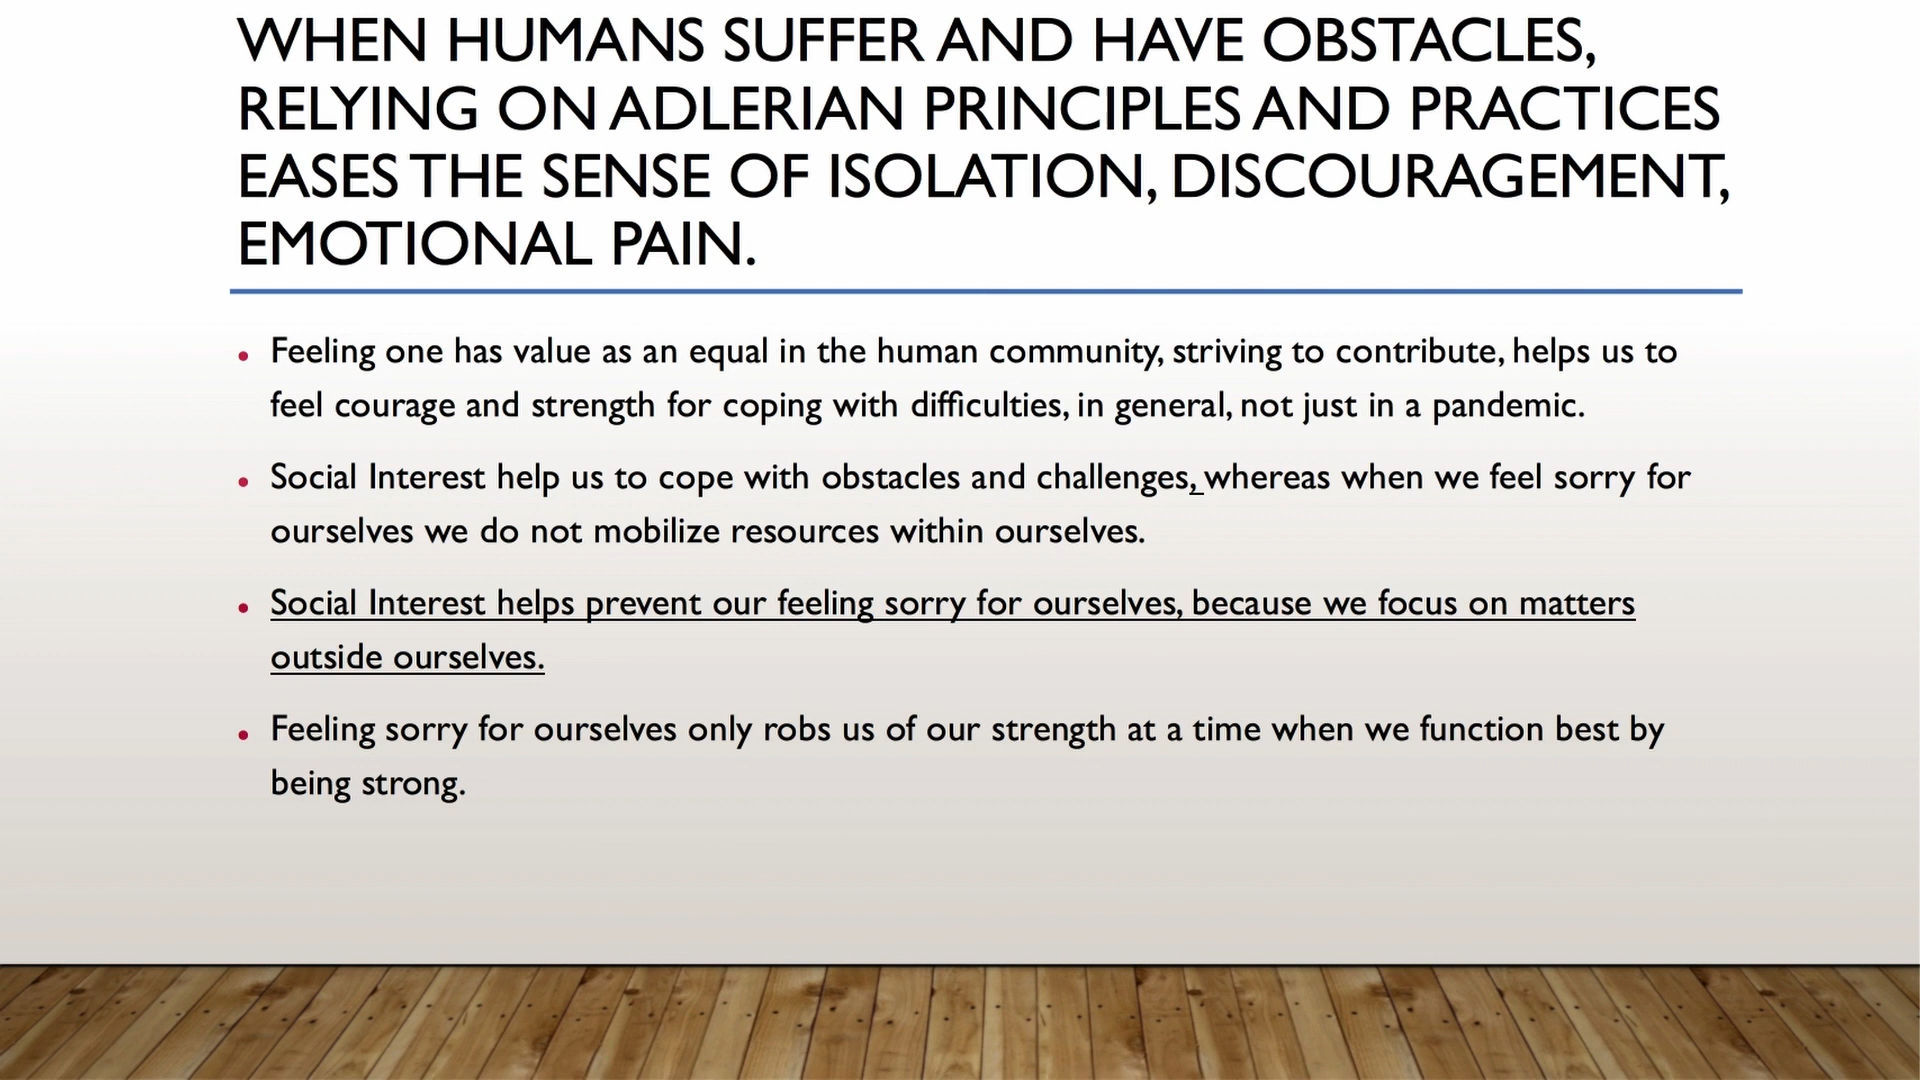 WHEN HUMANS SUFFER AND HAVE OBSTACLES,
RELYING ON ADLERIAN PRINCIPLES AND PRACTICES
EASES THE SENSE OF ISOLATION, DISCOURAGEMENT,
EMOTIONAL PAIN.
• Feeling one has value as an equal in the human community, striving to contribute, helps us to
feel courage and strength for coping with difficulties, in general, not just in a pandemic.
• Social Interest help us to cope with obstacles and challenges, whereas when we feel sorry for
ourselves we do not mobilize resources within ourselves.
• Social Interest helps prevent our feeling sorry for ourselves, because we focus on matters
outside ourselves.
• Feeling sorry for ourselves only robs us of our strength at a time when we function best by
being strong.